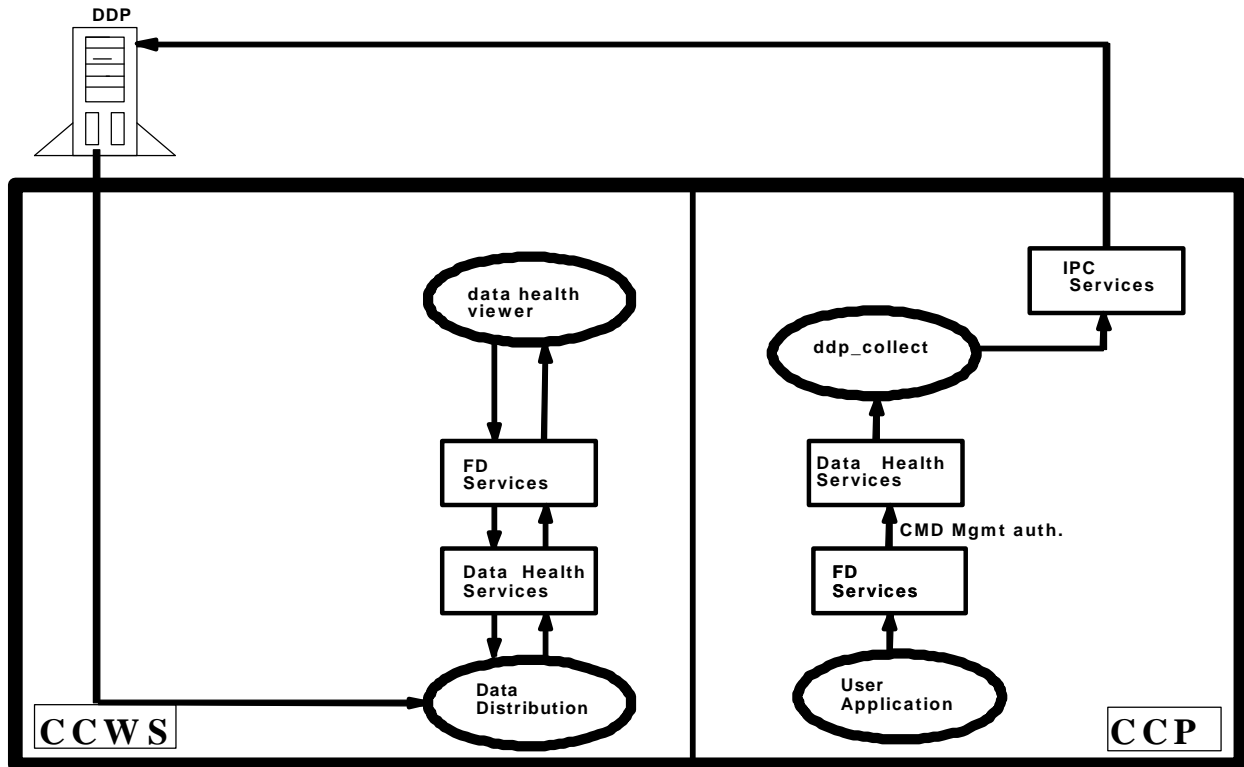 DDP
IPC
Services
data health
viewer
ddp_collect
FD
Services
Data Health
Services
CMD Mgmt auth.
Data Health
Services
FD
Services
Data
Distribution
User
Application
CCWS
CCP